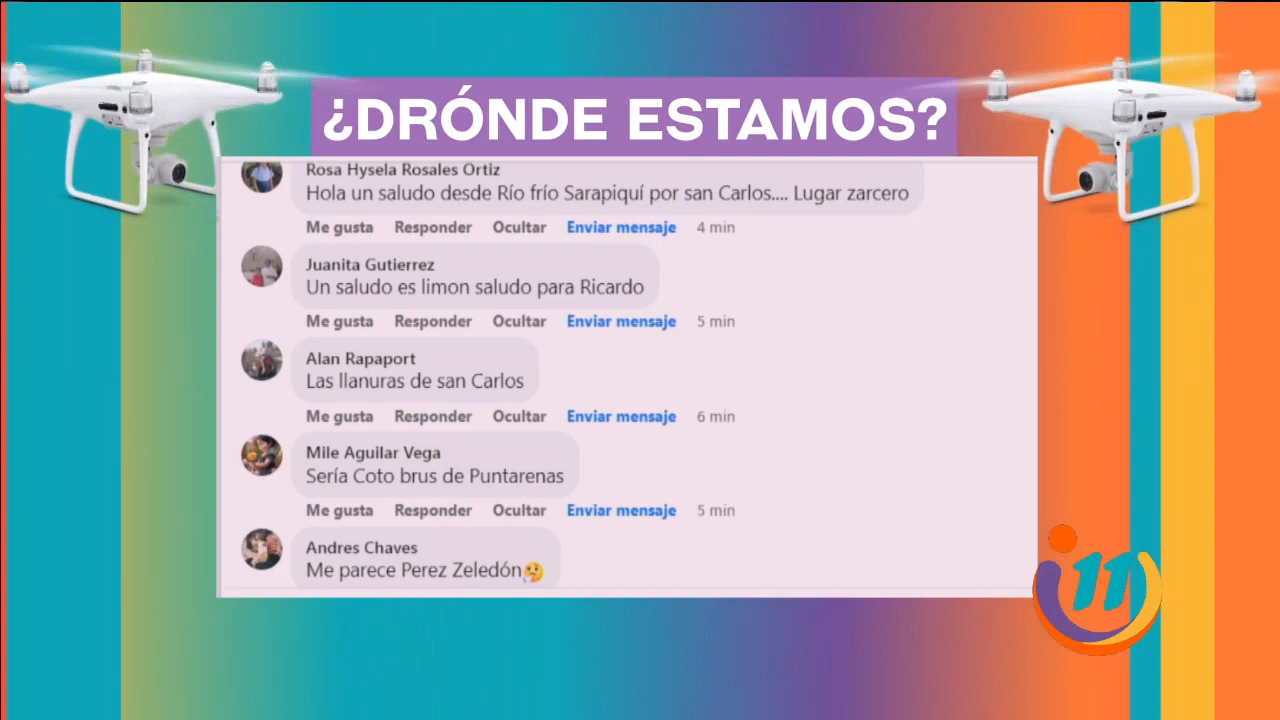 ¿DRÓNDE ESTAMOS?
Rosa Hysela Rosales Ortiz
Hola un saludo desde Río frío Sarapiquí por san Carlos.... Lugar zarcero
Me gusta Responder Ocultar Enviar mensaje 4 min
Juanita Gutierrez
Un saludo es limon saludo para Ricardo
Me gusta Responder Ocultar Enviar mensaje 5 min
Alan Rapaport
Las llanuras de san Carlos
Me gusta Responder Ocultar Enviar mensaje 6 min
Mile Aguilar Vega
Sería Coto brus de Puntarenas
Me gusta Responder Ocultar Enviar mensaje 5 min
Andres Chaves
Me parece Perez Zeledón🤔
11